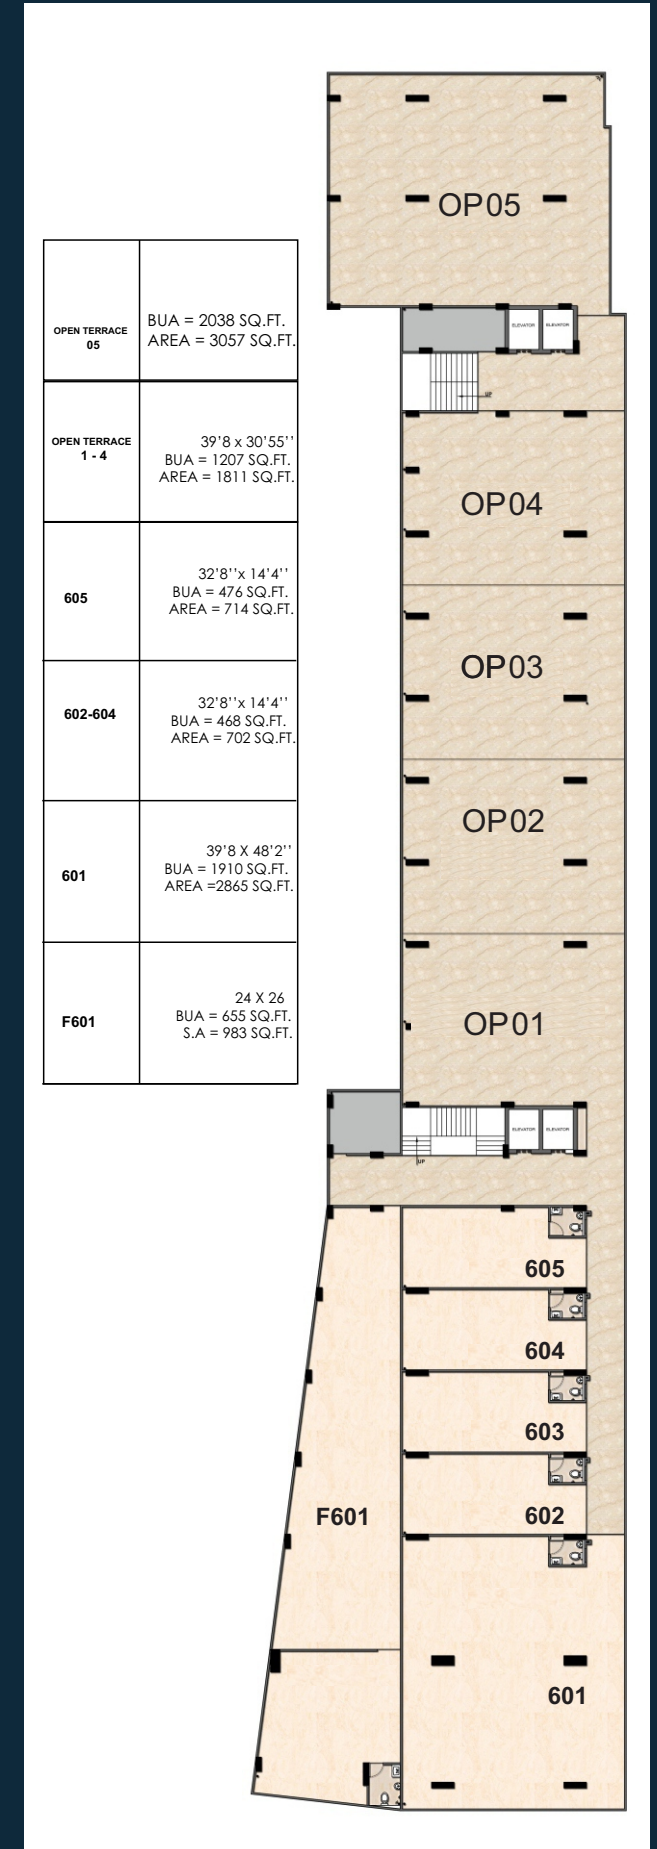 OP05
OPEN TERRACE
05
BUA = 2038 SQ.FT.
AREA = 3057 SQ.FT.
ELEVATOR
ELEVATOR
UP
OPEN TERRACE
1 - 4
39'8 x 30'55''
BUA = 1207 SQ.FT.
AREA = 1811 SQ.FT.
OP04
605
32'8''x 14'4''
BUA = 476 SQ.FT.
AREA = 714 SQ.FT.
OP03
602-604
32'8''x 14'4''
BUA = 468 SQ.FT.
AREA = 702 SQ.FT.
OP02
601
39'8 X 48'2''
BUA = 1910 SQ.FT.
AREA =2865 SQ.FT.
F601
24 X 26
BUA = 655 SQ.FT.
S.A = 983 SQ.FT.
OP01
ELEVATOR
ELEVATOR
UP
605
604
603
602
F601
601